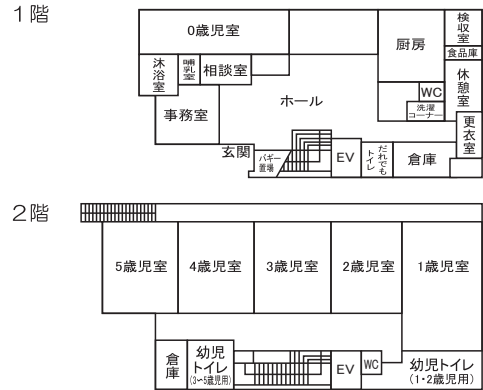 1階
0歳児室
厨房
検収室
食品庫
沐浴室
哺乳室
相談室
ホール
休憩室
WC
洗濯
コーナー
事務室
更衣室
玄関
バギー
置場
EV
だれでも
トイレ
倉庫
2階
5歳児室
4歳児室
3歳児室
2歳児室
1歳児室
倉庫
幼児
トイレ
(3〜5歳児用)
EV
WC
幼児トイレ
(1・2歳児用)